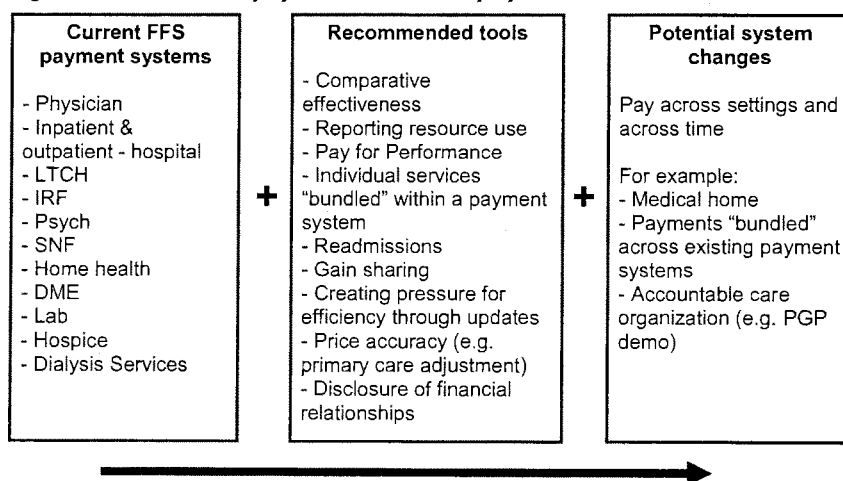 Current FFS
payment systems
- Physician
- Inpatient &
outpatient - hospital
- LTCH
- IRF
- Psych
- SNF
- Home health
- DME
- Lab
- Hospice
- Dialysis Services
+
Recommended tools
- Comparative
effectiveness
- Reporting resource use
- Pay for Performance
- Individual services
"bundled" within a payment
system
- Readmissions
- Gain sharing
- Creating pressure for
efficiency through updates
- Price accuracy (e.g.
primary care adjustment)
- Disclosure of financial
relationships
+
Potential system
changes
Pay across settings and
across time
For example:
- Medical home
- Payments "bundled"
across existing payment
systems
- Accountable care
organization (e.g. PGP
demo)